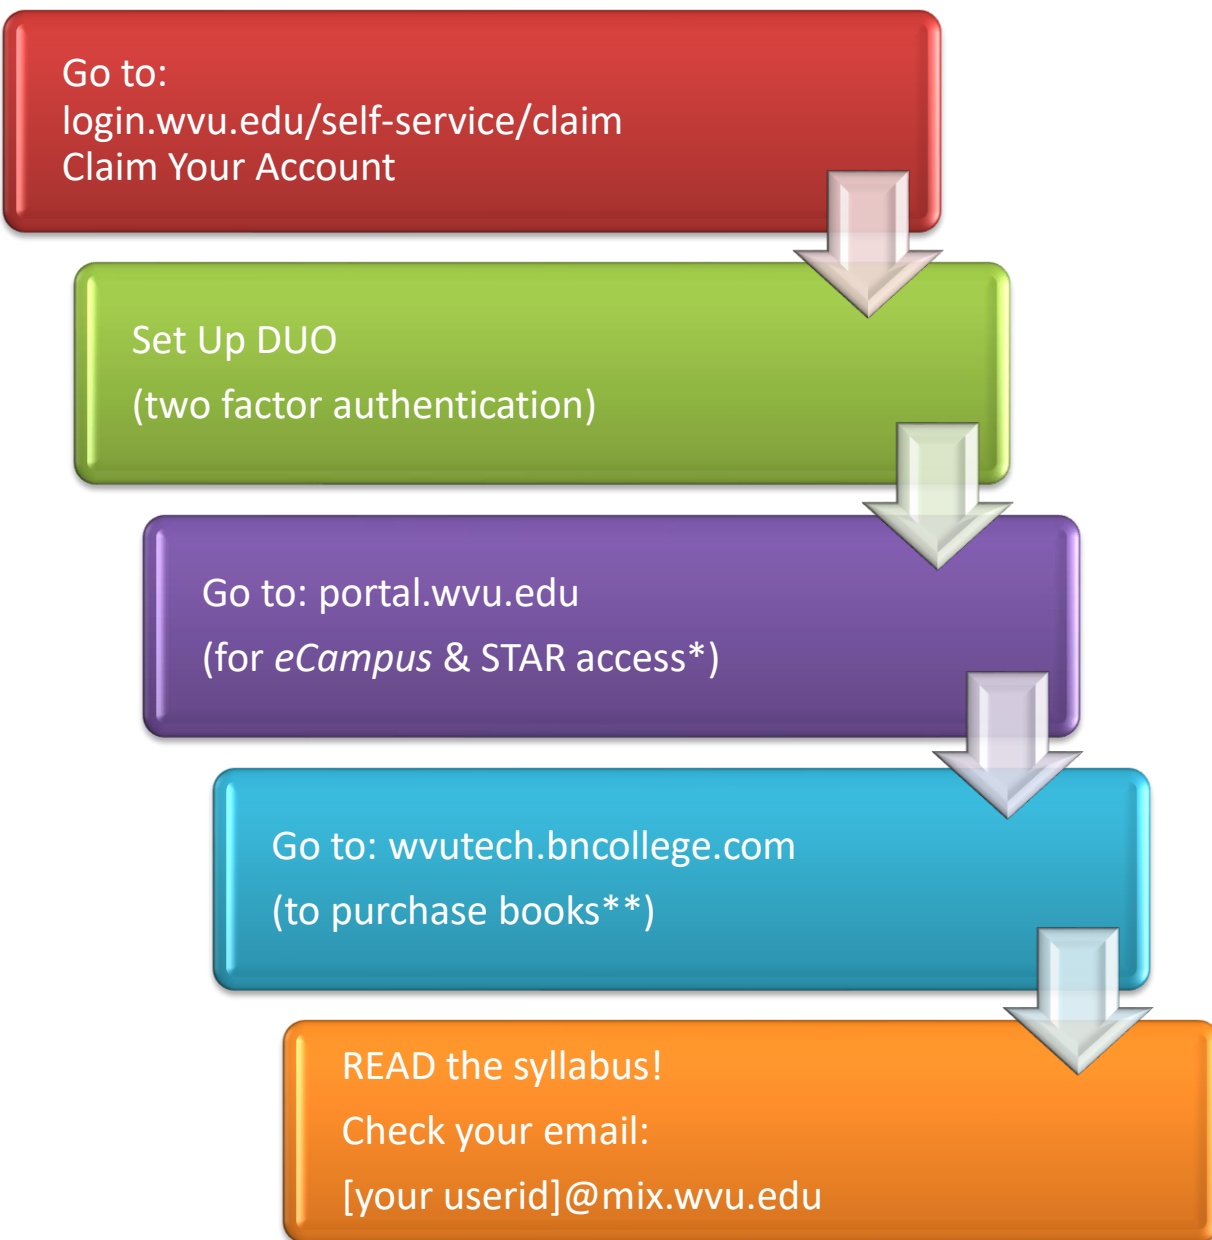 Go to:
login.wvu.edu/self-service/claim
Claim Your Account
Set Up DUO
(two factor authentication)
Go to: portal.wvu.edu
(for eCampus & STAR access*)
Go to: wvutech.bncollege.com
(to purchase books**)
READ the syllabus!
Check your email:
[your userid]@mix.wvu.edu